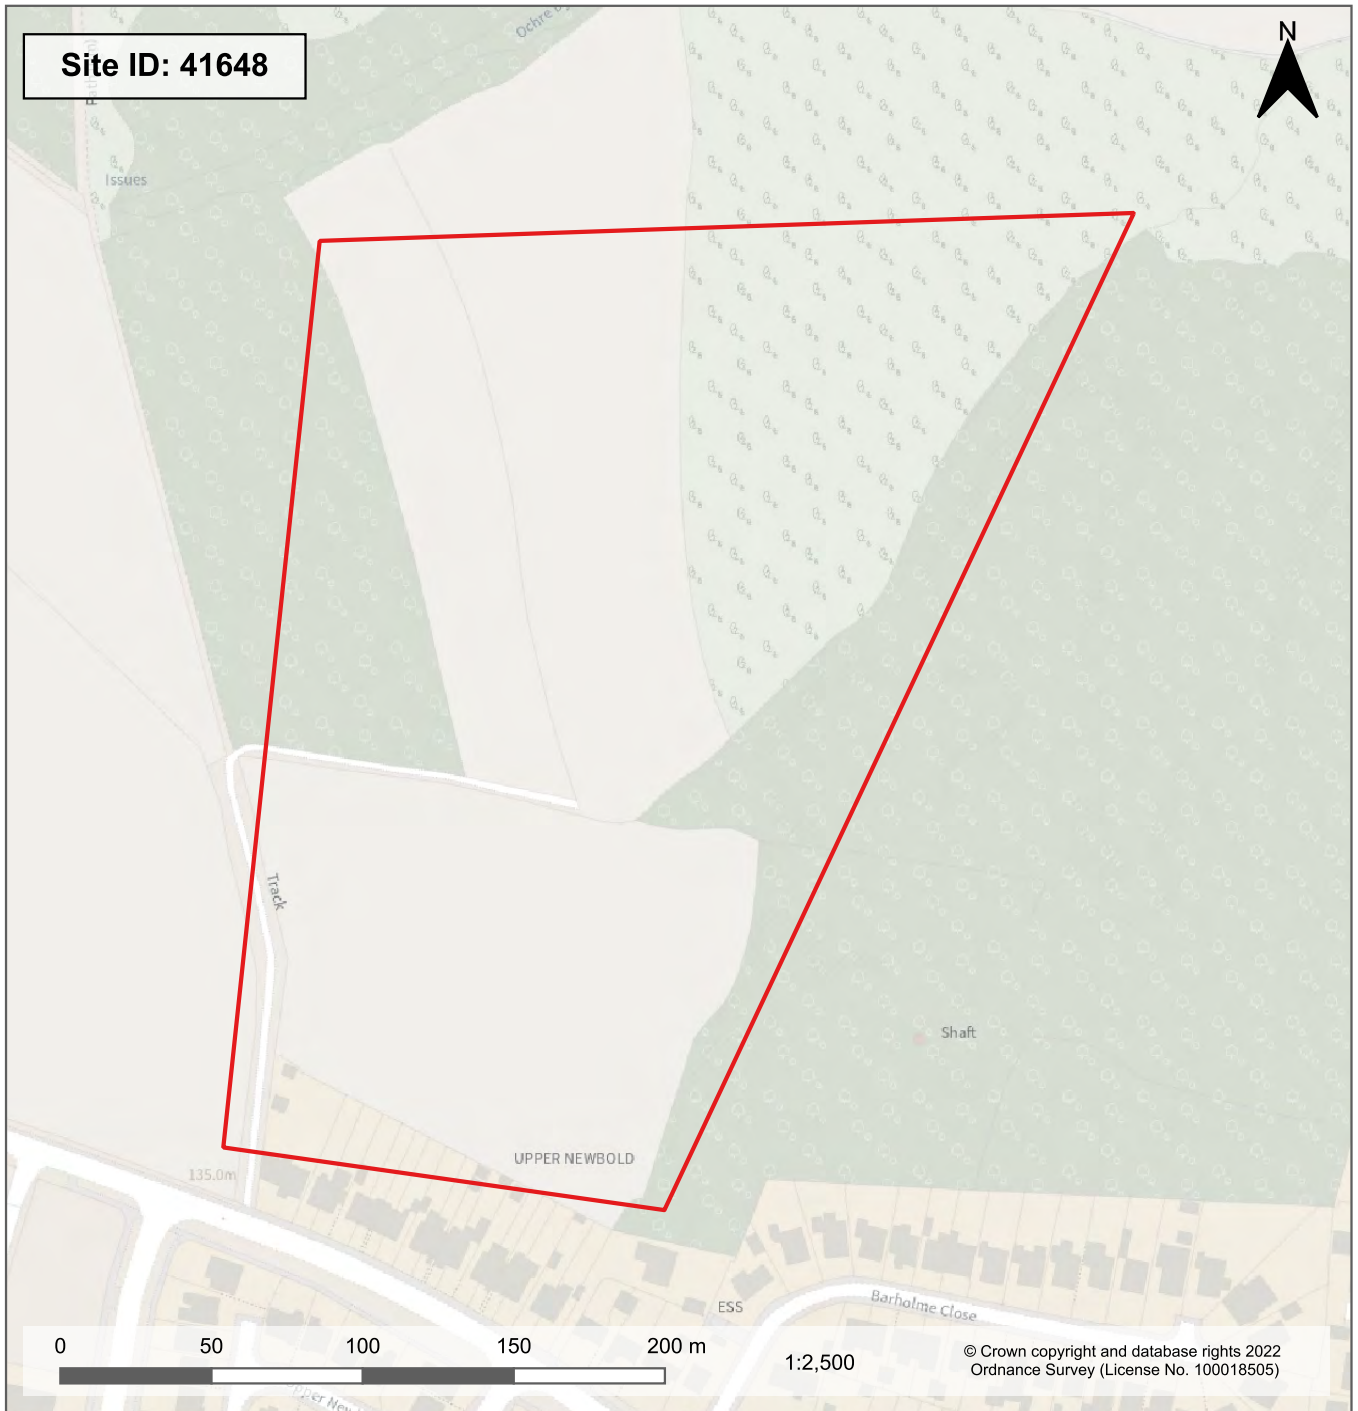 Site ID: 41648
N
Issues
Track
Shaft
UPPER NEWBOLD
135.0m
ESS
Barholme Close
0 50 100 150 200 m
1:2,500
© Crown copyright and database rights 2022
Ordnance Survey (License No. 100018505)